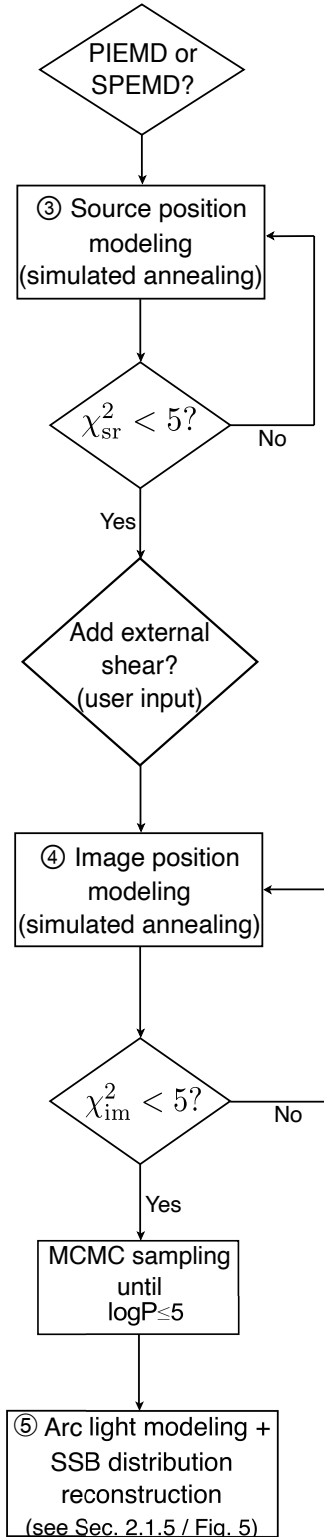 PIEMD or
SPEMD?
③ Source position
modeling
(simulated annealing)
χ²sr < 5?
No
Yes
Add external
shear?
(user input)
④ Image position
modeling
(simulated annealing)
χ²im < 5?
No
Yes
MCMC sampling
until
logP≤5
⑤ Arc light modeling +
SSB distribution
reconstruction
(see Sec. 2.1.5 / Fig. 5)